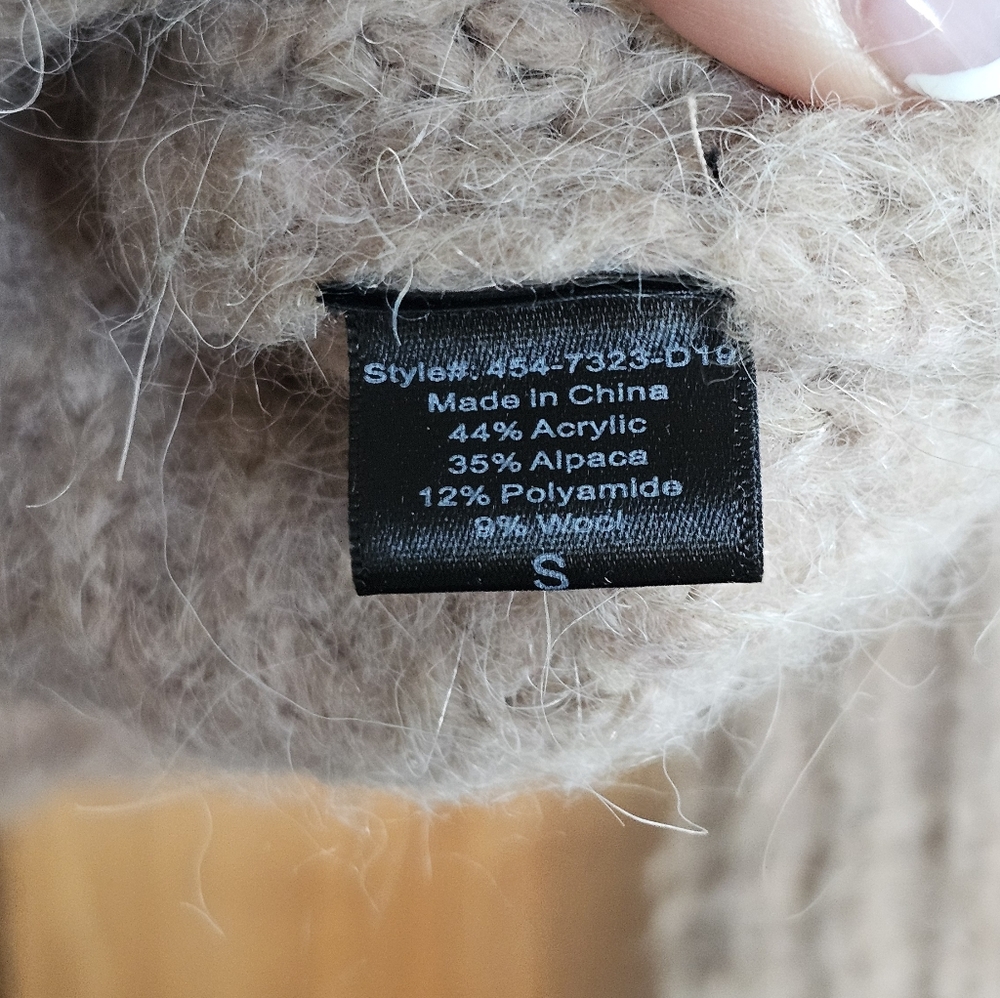 Style#: 454-7323-D19
Made in China
44% Acrylic
35% Alpaca
12% Polyamide
9% Wool
S